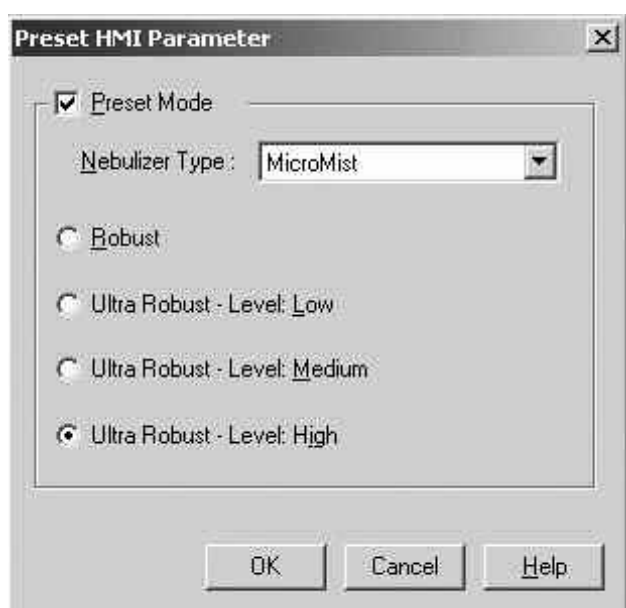 Preset HMI Parameter
Preset Mode
Nebulizer Type : MicroMist
Robust
Ultra Robust - Level: Low
Ultra Robust - Level: Medium
Ultra Robust - Level: High
OK Cancel Help